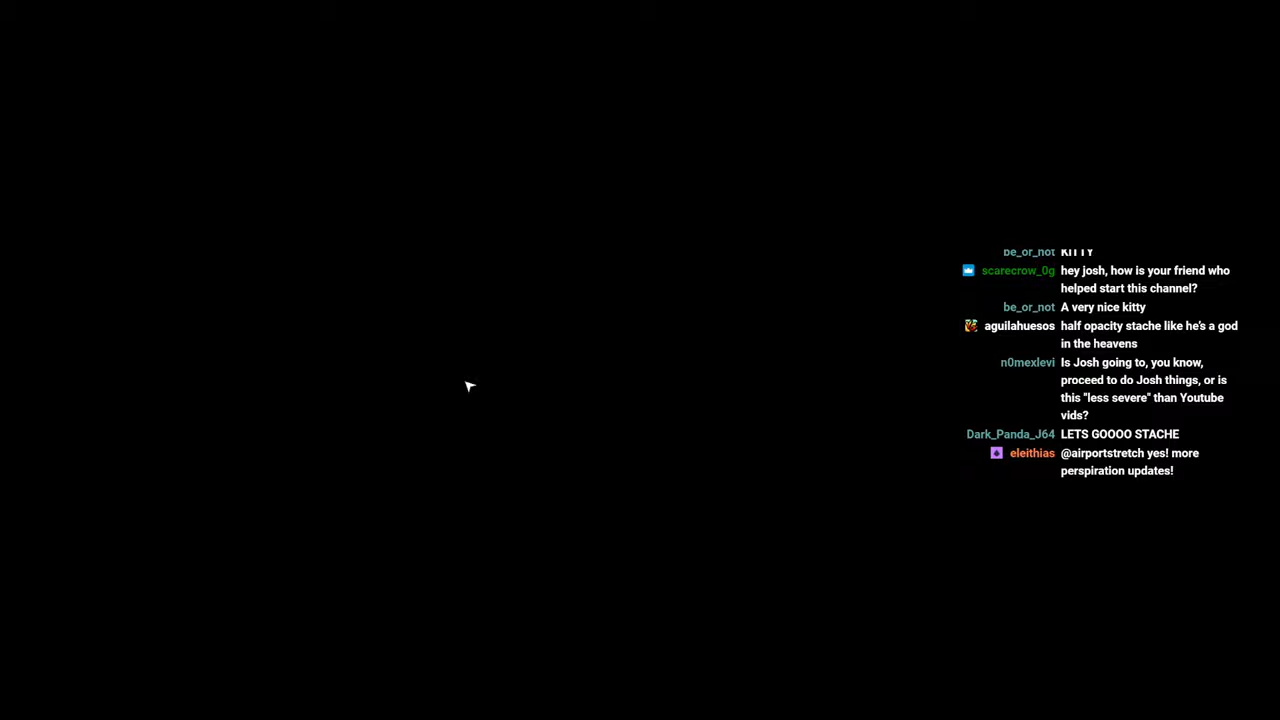 be_or_not KITTY
scarecrow_0g hey josh, how is your friend who
helped start this channel?
be_or_not A very nice kitty
aguilahuesos half opacity stache like he's a god
in the heavens
n0mexlevi Is Josh going to, you know,
proceed to do Josh things, or is
this "less severe" than Youtube
vids?
Dark_Panda_J64 LETS GOOOO STACHE
eleithias @airportstretch yes! more
perspiration updates!